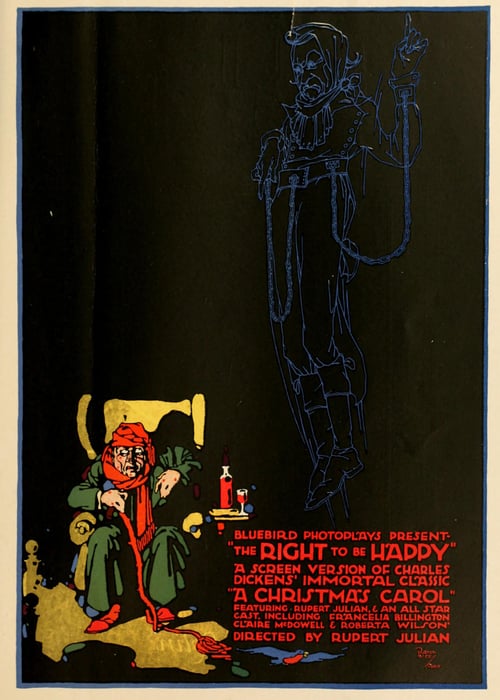 BLUEBIRD PHOTOPLAYS PRESENT-
"THE RIGHT TO BE HAPPY"
A SCREEN VERSION OF CHARLES
DICKENS' IMMORTAL CLASSIC
"A CHRISTMAS CAROL"
FEATURING RUPERT JULIAN, & AN ALL STAR
CAST, INCLUDING FRANCELIA BILLINGTON
CLAIRE McDOWELL & ROBERTA WILSON
DIRECTED BY RUPERT JULIAN